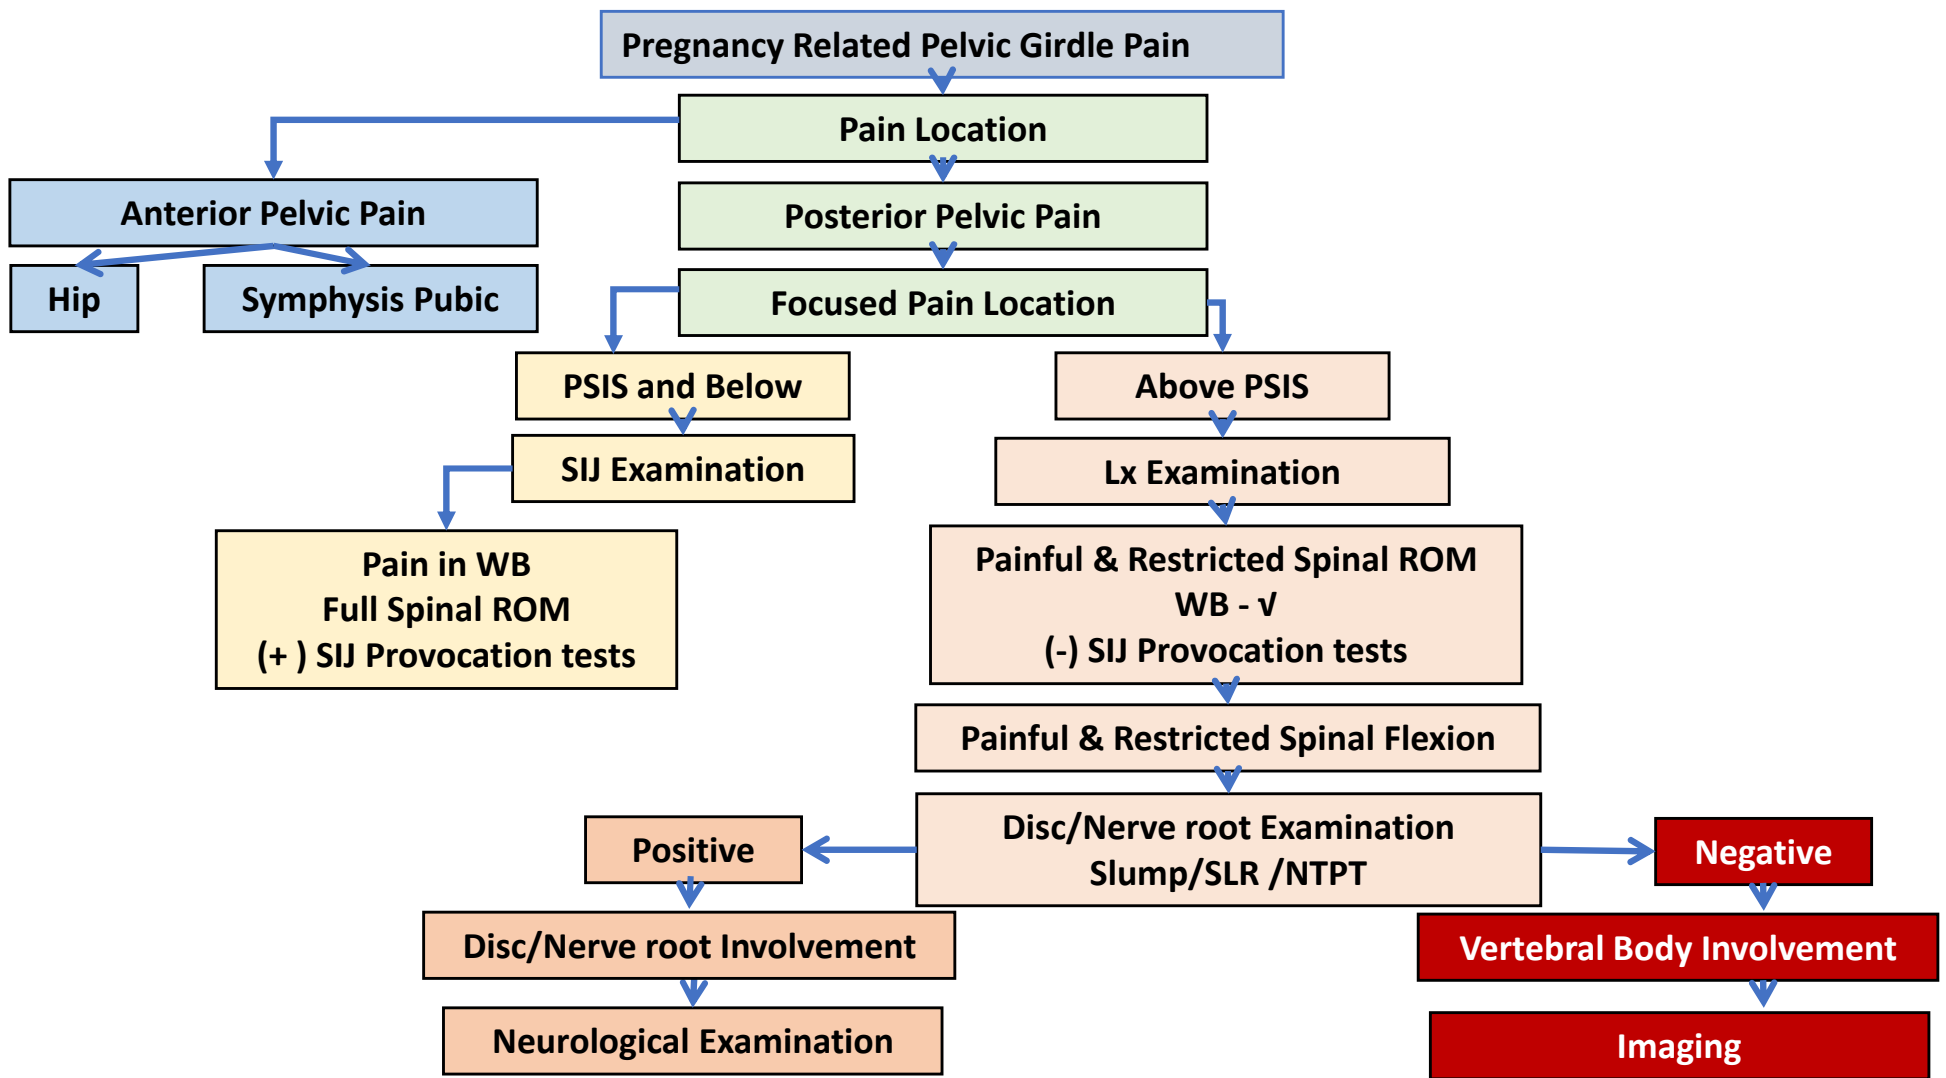 Pregnancy Related Pelvic Girdle Pain
Pain Location
Anterior Pelvic Pain
Posterior Pelvic Pain
Hip
Symphysis Pubic
Focused Pain Location
PSIS and Below
Above PSIS
SIJ Examination
Lx Examination
Pain in WB
Full Spinal ROM
(+ ) SIJ Provocation tests
Painful & Restricted Spinal ROM
WB - √
(-) SIJ Provocation tests
Painful & Restricted Spinal Flexion
Disc/Nerve root Examination
Slump/SLR /NTPT
Positive
Negative
Disc/Nerve root Involvement
Vertebral Body Involvement
Neurological Examination
Imaging